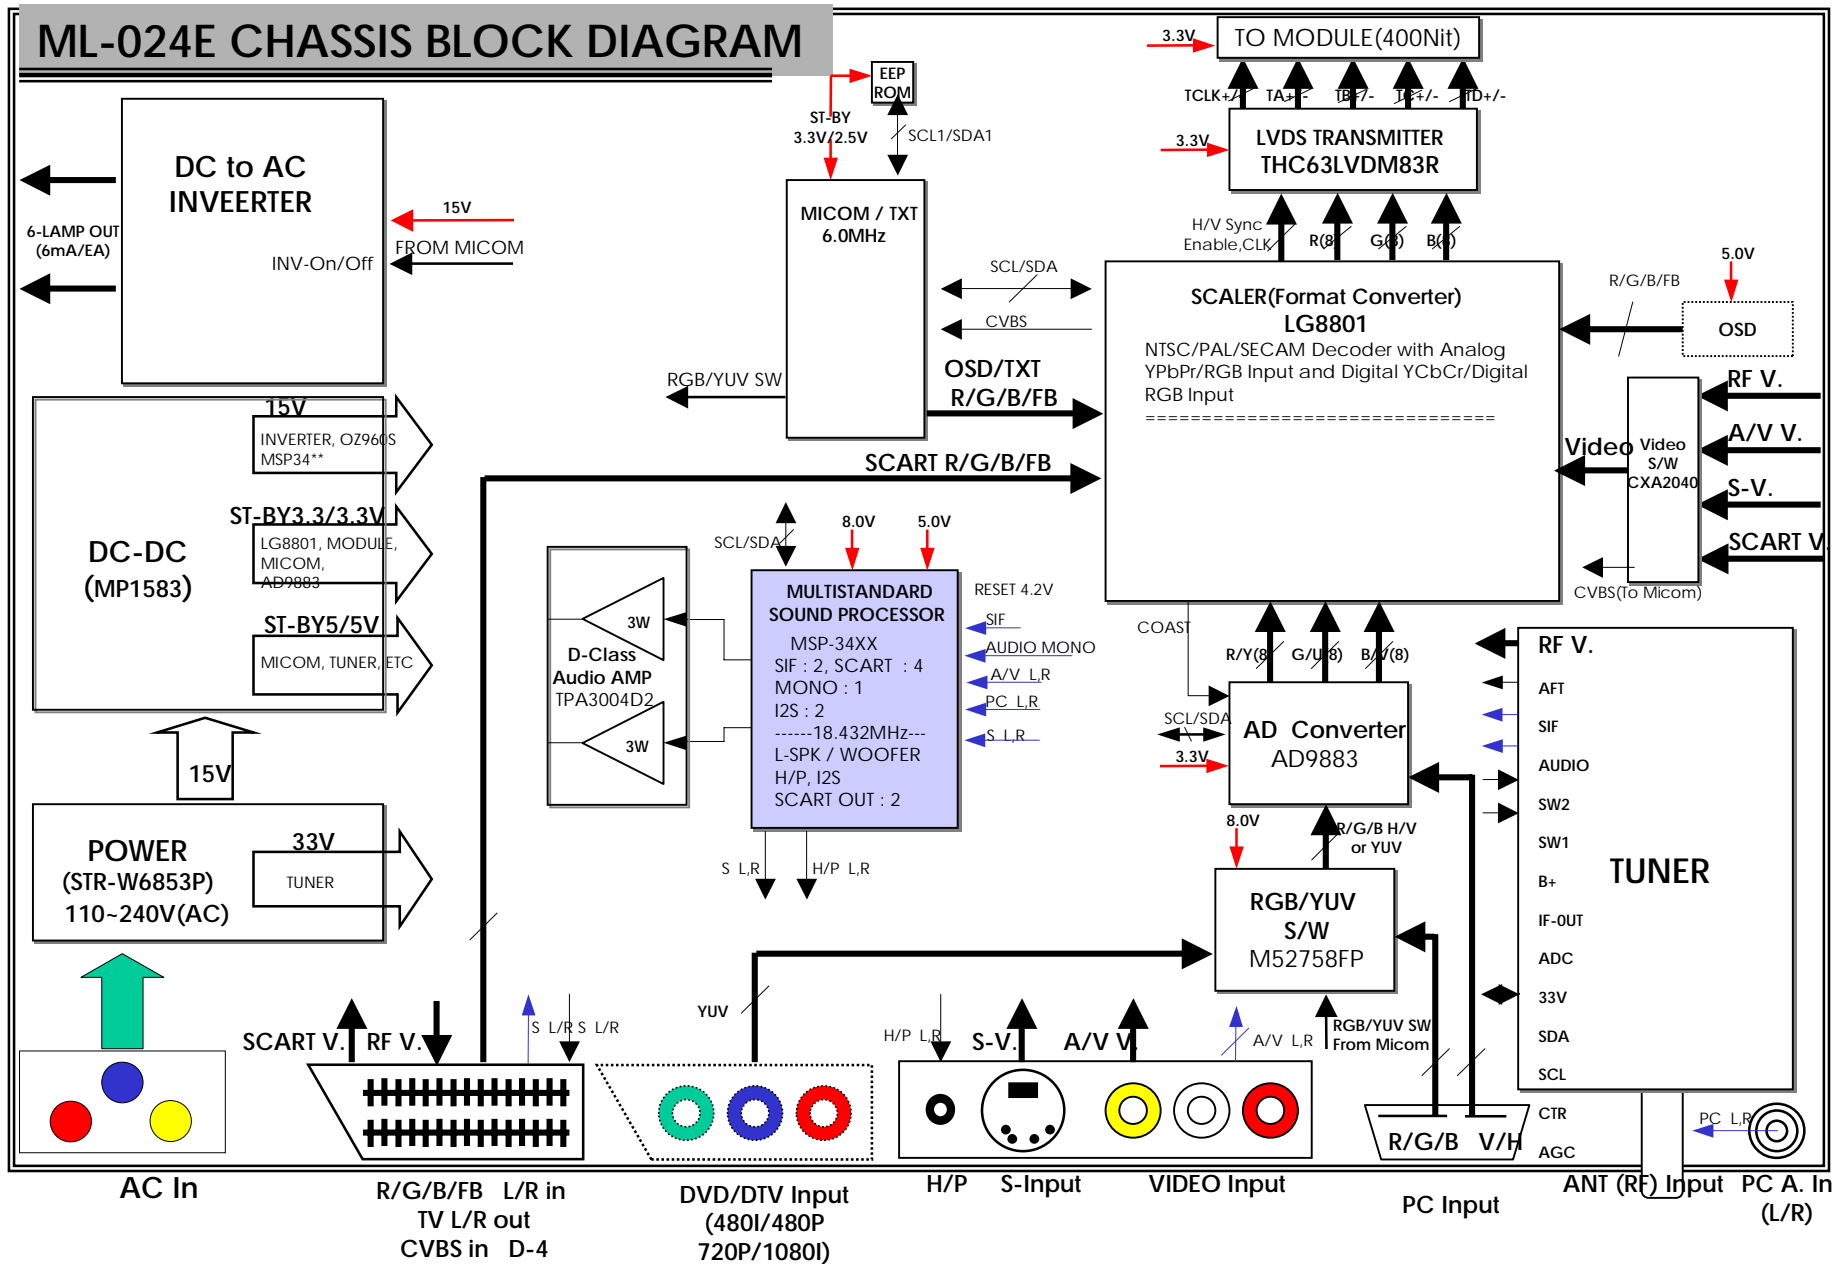 ML-024E CHASSIS BLOCK DIAGRAM
3.3V
TO MODULE(400Nit)
EEP
ROM
TCLK+/-
TA+/-
TB+/-
TC+/-
TD+/-
ST-BY
3.3V/2.5V
SCL1/SDA1
3.3V
LVDS TRANSMITTER
THC63LVDM83R
DC to AC
INVEERTER
15V
6-LAMP OUT
(6mA/EA)
INV-On/Off
FROM MICOM
MICOM / TXT
6.0MHz
H/V Sync
Enable,CLK
R(8)
G(8)
B(8)
SCL/SDA
CVBS
SCALER(Format Converter)
LG8801
NTSC/PAL/SECAM Decoder with Analog
YPbPr/RGB Input and Digital YCbCr/Digital
RGB Input
================================
R/G/B/FB
5.0V
OSD
RGB/YUV SW
OSD/TXT
R/G/B/FB
SCART R/G/B/FB
RF V.
A/V V.
S-V.
SCART V.
Video
Video
S/W
CXA2040
CVBS(To Micom)
15V
INVERTER, OZ960S
MSP34**
ST-BY3.3/3.3V
LG8801, MODULE,
MICOM,
AD9883
DC-DC
(MP1583)
ST-BY5/5V
MICOM, TUNER, ETC
15V
D-Class
Audio AMP
TPA3004D2
3W
3W
SCL/SDA
8.0V
5.0V
MULTISTANDARD
SOUND PROCESSOR
MSP-34XX
SIF : 2, SCART : 4
MONO : 1
I2S : 2
------18.432MHz---
L-SPK / WOOFER
H/P, I2S
SCART OUT : 2
RESET 4.2V
SIF
AUDIO MONO
A/V L,R
PC L,R
S L,R
S L,R
H/P L,R
COAST
R/Y(8)
G/U(8)
B/V(8)
SCL/SDA
3.3V
AD Converter
AD9883
8.0V
R/G/B H/V
or YUV
RGB/YUV
S/W
M52758FP
RGB/YUV SW
From Micom
RF V.
AFT
SIF
AUDIO
SW2
SW1
B+
IF-0UT
ADC
33V
SDA
SCL
CTR
AGC
TUNER
POWER
(STR-W6853P)
110~240V(AC)
33V
TUNER
SCART V.
RF V.
S L/R
S L/R
YUV
H/P L,R
S-V.
A/V V.
A/V L,R
R/G/B
V/H
PC L,R
AC In
R/G/B/FB L/R in
TV L/R out
CVBS in D-4
DVD/DTV Input
(480I/480P
720P/1080I)
H/P
S-Input
VIDEO Input
PC Input
ANT (RF) Input
PC A. In
(L/R)